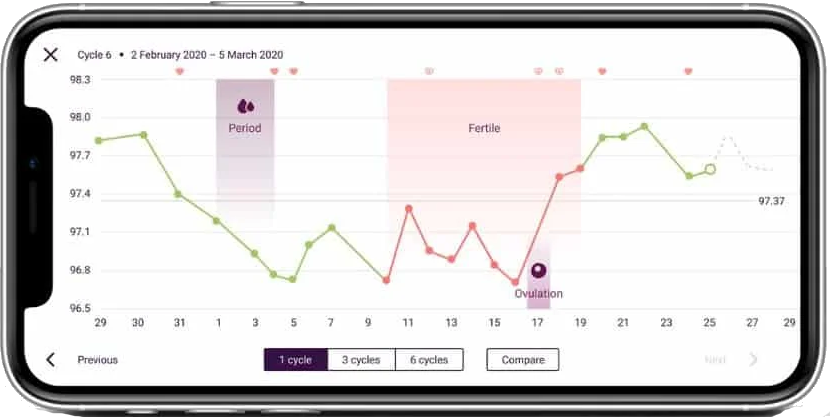 Cycle 6 • 2 February 2020 – 5 March 2020
98.3
98.0
97.7
97.4
97.1
96.8
96.5
Period
Fertile
97.37
Ovulation
29 30 31 1 3 5 7 9 11 13 15 17 19 21 23 25 27 29
Previous
1 cycle 3 cycles 6 cycles
Compare
Next